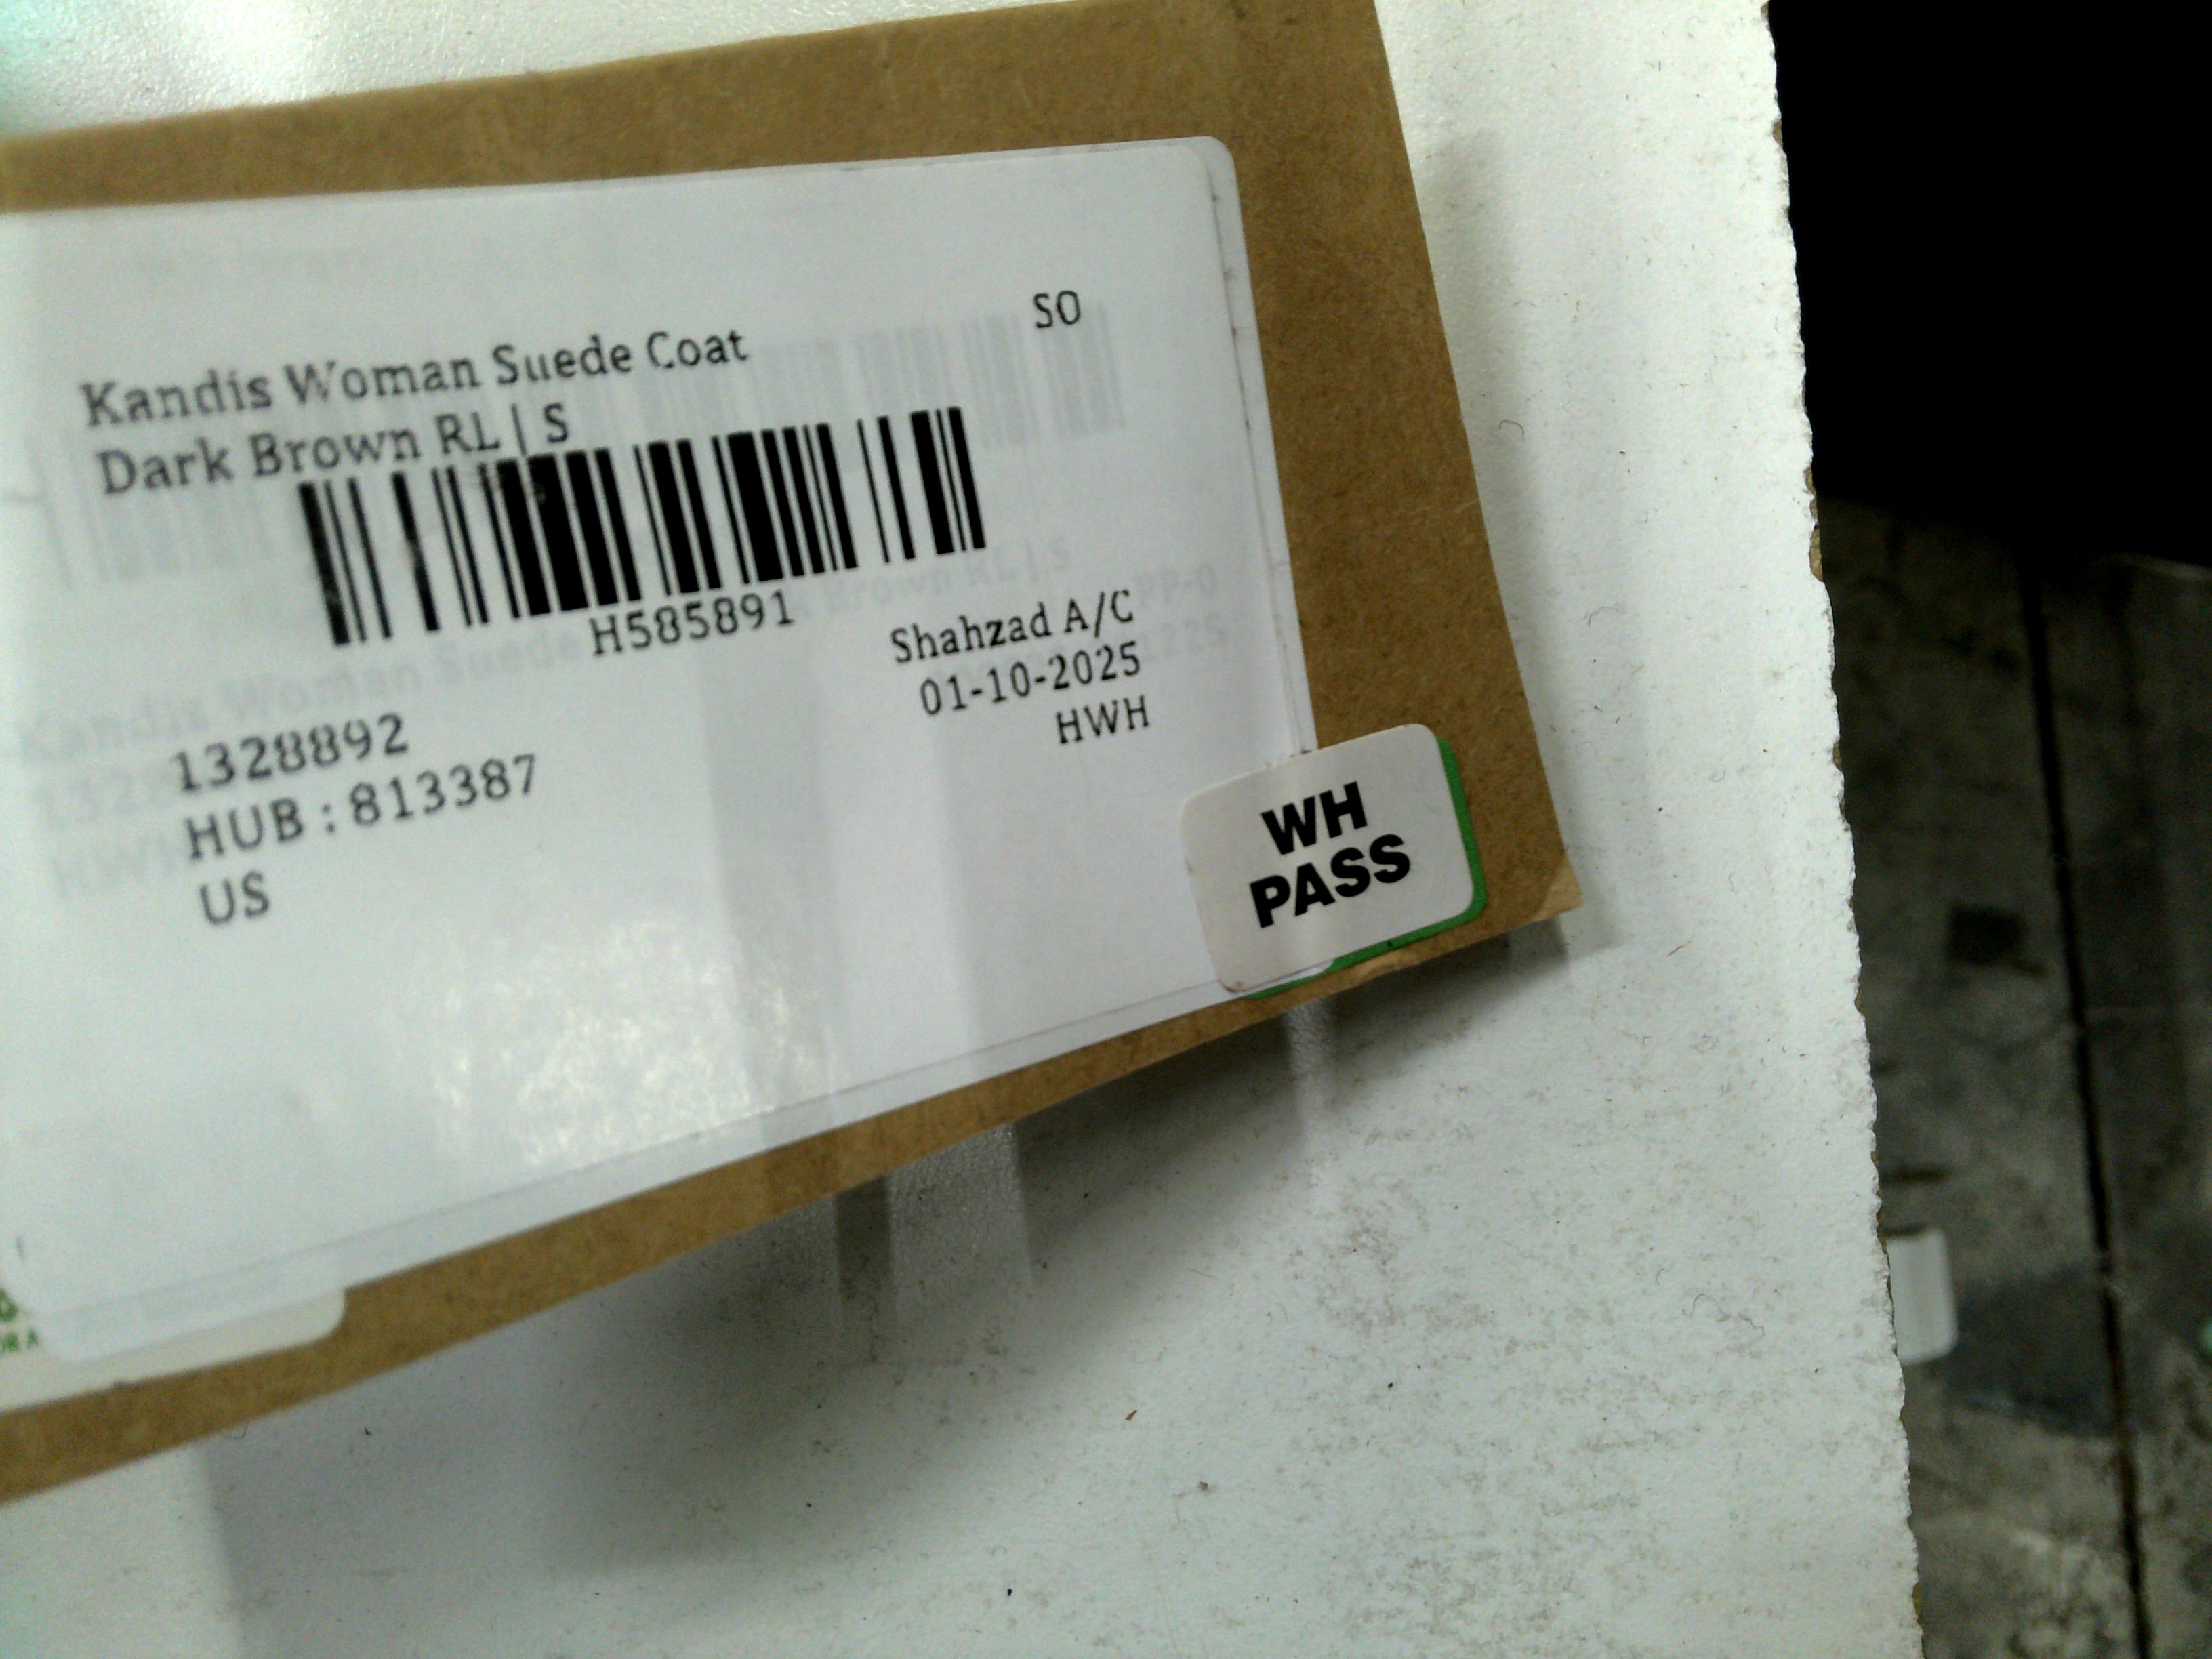 SO
Kandis Woman Suede Coat
Dark Brown RL | S
H585891
Shahzad A/C
01-10-2025
HWH
1328892
HUB : 813387
US
WH
PASS